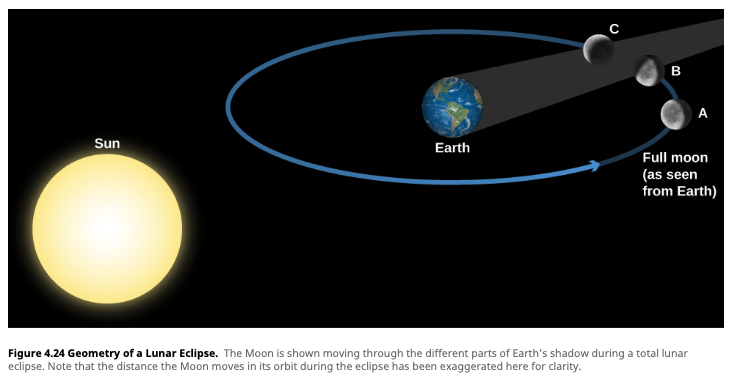 C
B
A
Earth
Sun
Full moon
(as seen
from Earth)
Figure 4.24 Geometry of a Lunar Eclipse. The Moon is shown moving through the different parts of Earth's shadow during a total lunar
eclipse. Note that the distance the Moon moves in its orbit during the eclipse has been exaggerated here for clarity.